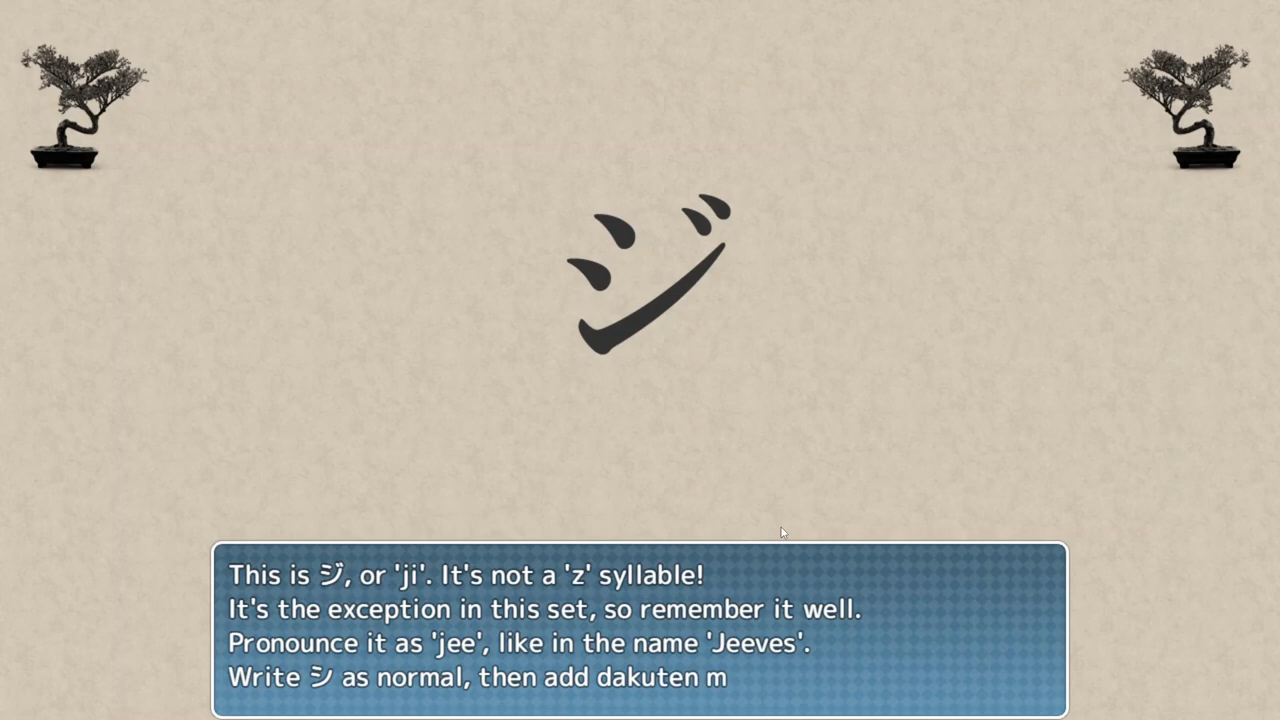 ジ
This is ジ, or 'ji'. It's not a 'z' syllable!
It's the exception in this set, so remember it well.
Pronounce it as 'jee', like in the name 'Jeeves'.
Write シ as normal, then add dakuten m